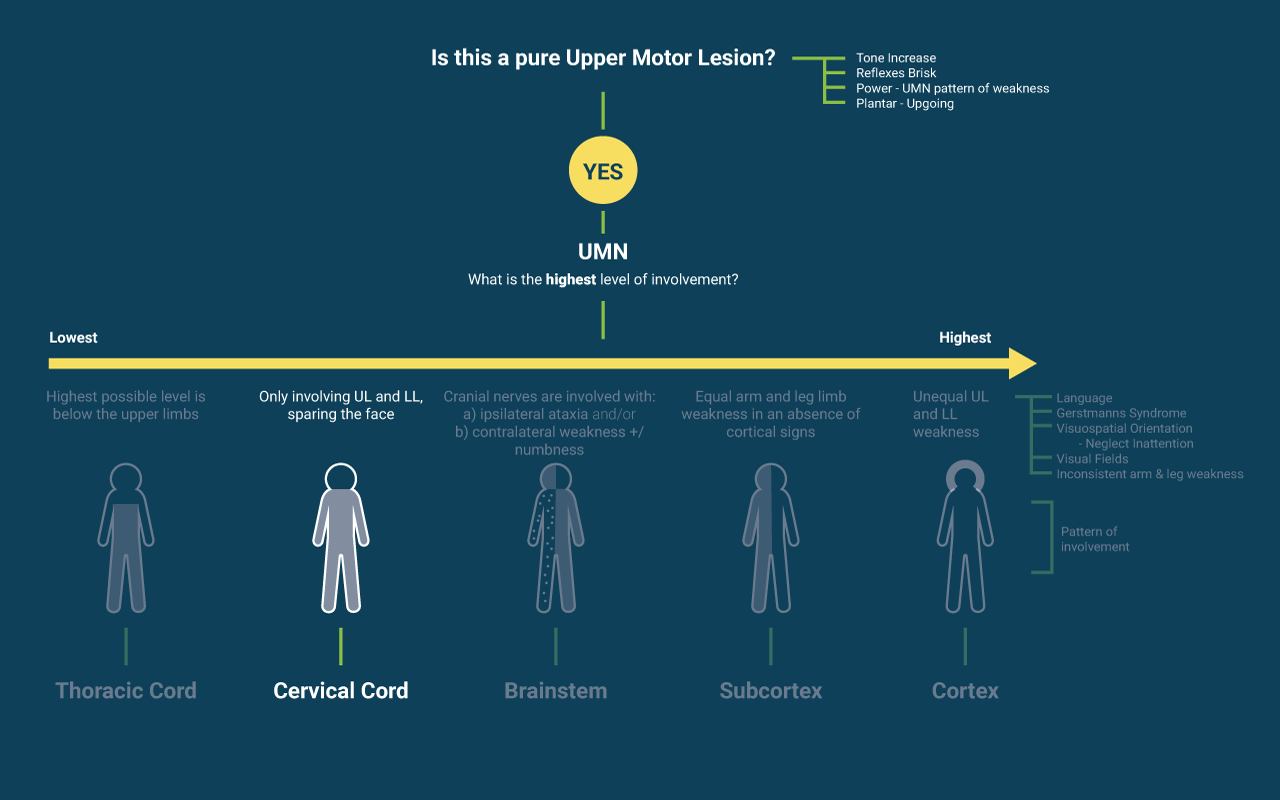 Is this a pure Upper Motor Lesion?
Tone Increase
Reflexes Brisk
Power - UMN pattern of weakness
Plantar - Upgoing
YES
UMN
What is the highest level of involvement?
Lowest
Highest
Highest possible level is
below the upper limbs
Only involving UL and LL,
sparing the face
Cranial nerves are involved with:
a) ipsilateral ataxia and/or
b) contralateral weakness +/
numbness
Equal arm and leg limb
weakness in an absence of
cortical signs
Unequal UL
and LL
weakness
Language
Gerstmanns Syndrome
Visuospatial Orientation
- Neglect Inattention
Visual Fields
Inconsistent arm & leg weakness
Pattern of
involvement
Thoracic Cord
Cervical Cord
Brainstem
Subcortex
Cortex